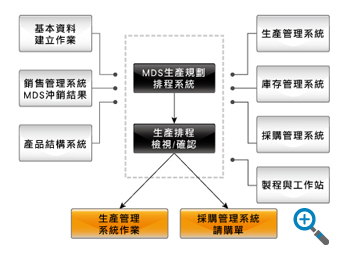 基本資料
建立作業
銷售管理系統
MDS沖銷結果
產品結構系統
MDS生產規劃
排程系統
生產排程
檢視/確認
生產管理系統
庫存管理系統
採購管理系統
製程與工作站
生產管理
系統作業
採購管理系統
請購單